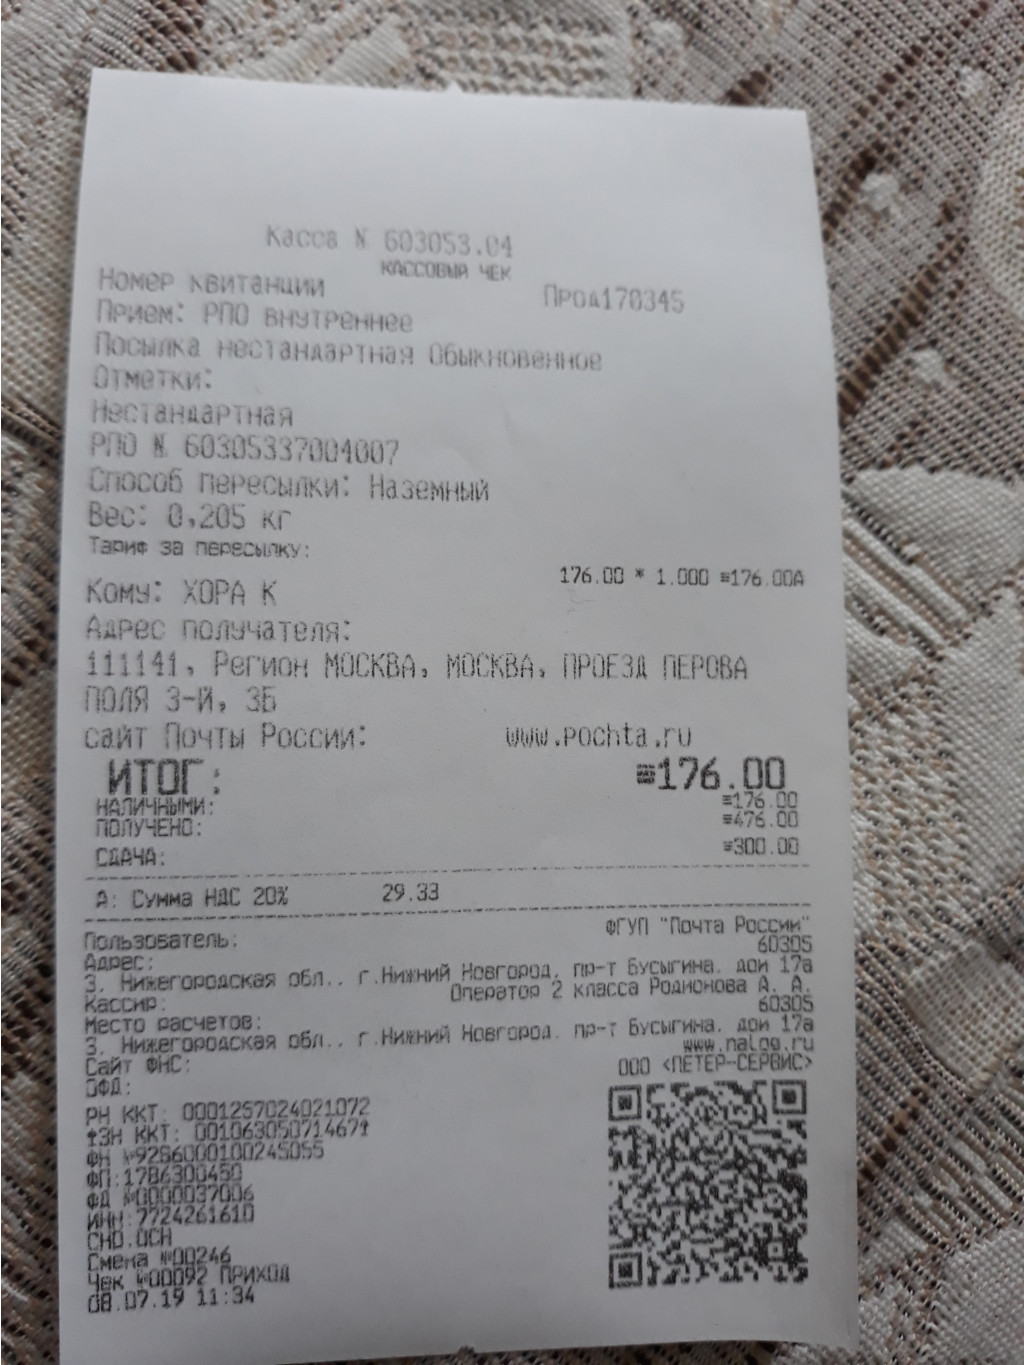 Касса № 603053.04
КАССОВЫЙ ЧЕК
Номер квитанции Прод170345
Прием: РПО внутреннее
Посылка нестандартная Обыкновенное
Отметки:
Нестандартная
РПО № 60305337004007
Способ пересылки: Наземный
Вес: 0,205 кг
Тариф за пересылку:
176.00 * 1.000 ≡176.00А
Кому: ХОРА К
Адрес получателя:
111141, Регион МОСКВА, МОСКВА, ПРОЕЗД ПЕРОВА
ПОЛЯ 3-Й, 3Б
сайт Почты России: www.pochta.ru
ИТОГ: ≡176.00
НАЛИЧНЫМИ: ≡176.00
ПОЛУЧЕНО: ≡476.00
СДАЧА: ≡300.00
А: Сумма НДС 20% 29.33
Пользователь: ФГУП "Почта России"
Адрес: 60305
3, Нижегородская обл., г.Нижний Новгород, пр-т Бусыгина, дом 17а
Кассир: Оператор 2 класса Родионова А. А.
Место расчетов: 60305
3, Нижегородская обл., г.Нижний Новгород, пр-т Бусыгина, дом 17а
Сайт ФНС: www.nalog.ru
ОФД: ООО <ПЕТЕР-СЕРВИС>
РН ККТ: 0001257024021072
↑ЗН ККТ: 00106305071467↑
ФН №9286000100245055
ФП:1786300450
ФД №0000037006
ИНН:7724261610
СНО:ОСН
Смена №00246
Чек №00092 ПРИХОД
08.07.19 11:34